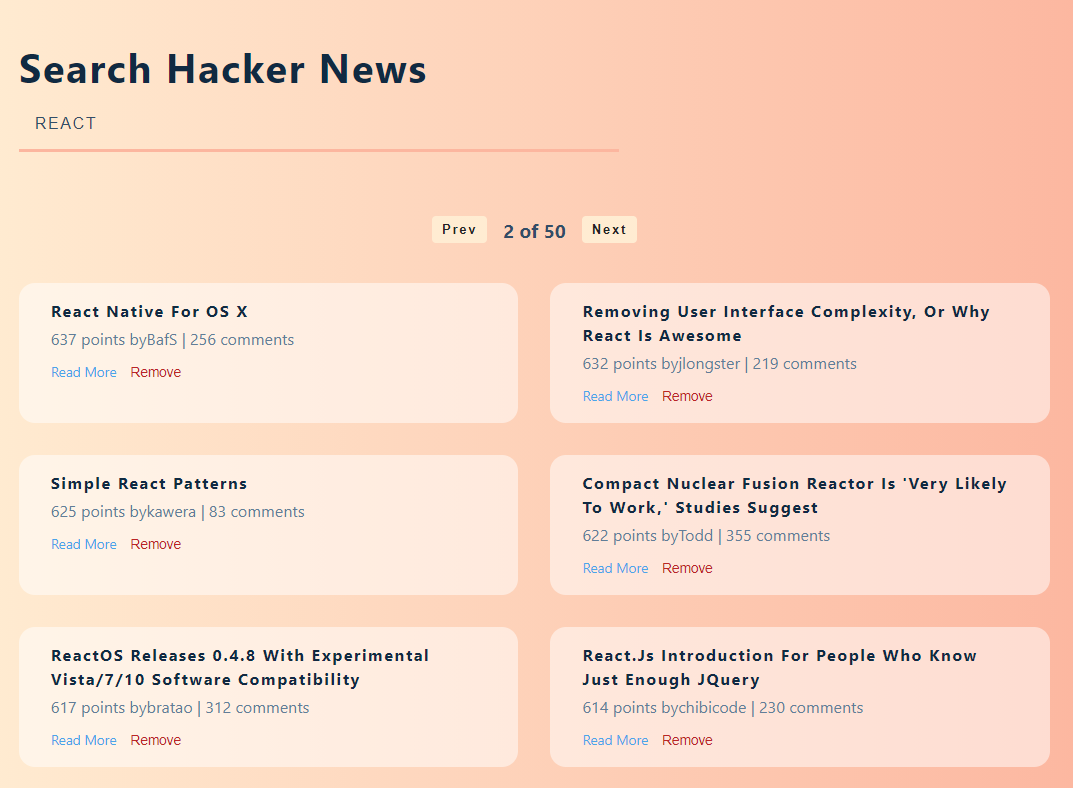 Search Hacker News
REACT
Prev 2 of 50 Next
React Native For OS X
637 points byBafS | 256 comments
Read More Remove
Removing User Interface Complexity, Or Why
React Is Awesome
632 points byjlongster | 219 comments
Read More Remove
Simple React Patterns
625 points bykawera | 83 comments
Read More Remove
Compact Nuclear Fusion Reactor Is 'Very Likely
To Work,' Studies Suggest
622 points byTodd | 355 comments
Read More Remove
ReactOS Releases 0.4.8 With Experimental
Vista/7/10 Software Compatibility
617 points bybratao | 312 comments
Read More Remove
React.Js Introduction For People Who Know
Just Enough JQuery
614 points bychibicode | 230 comments
Read More Remove